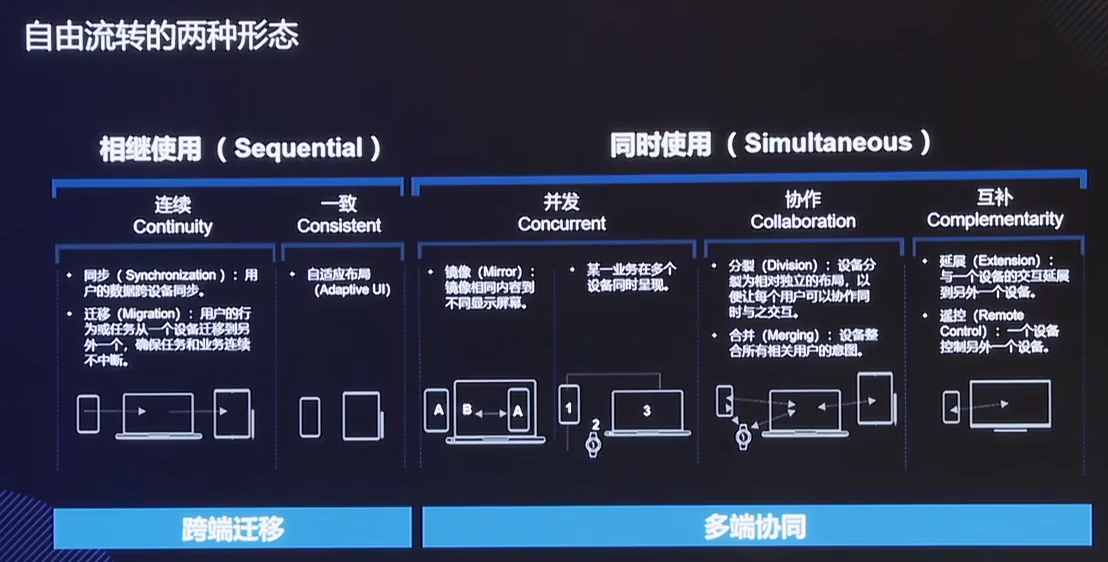 自由流转的两种形态
相继使用（Sequential）
同时使用（Simultaneous）
连续
Continuity
一致
Consistent
并发
Concurrent
协作
Collaboration
互补
Complementarity
• 同步（Synchronization）：用
户的数据跨设备同步。
• 迁移（Migration）：用户的行
为或任务从一个设备迁移到另
外一个，确保任务和业务连续
不中断。
• 自适应布局
（Adaptive UI）
• 镜像（Mirror）：
镜像相同内容到
不同显示屏幕。
• 某一业务在多个
设备同时呈现。
• 分裂（Division）：设备分
裂为相对独立的布局，以
便让每个用户可以协作同
时与之交互。
• 合并（Merging）：设备整
合所有相关用户的意图。
• 延展（Extension）：
与一个设备的交互延展
到另外一个设备。
• 遥控（Remote
Control）：一个设备
控制另外一个设备。
A
B
A
1
2
3
跨端迁移
多端协同